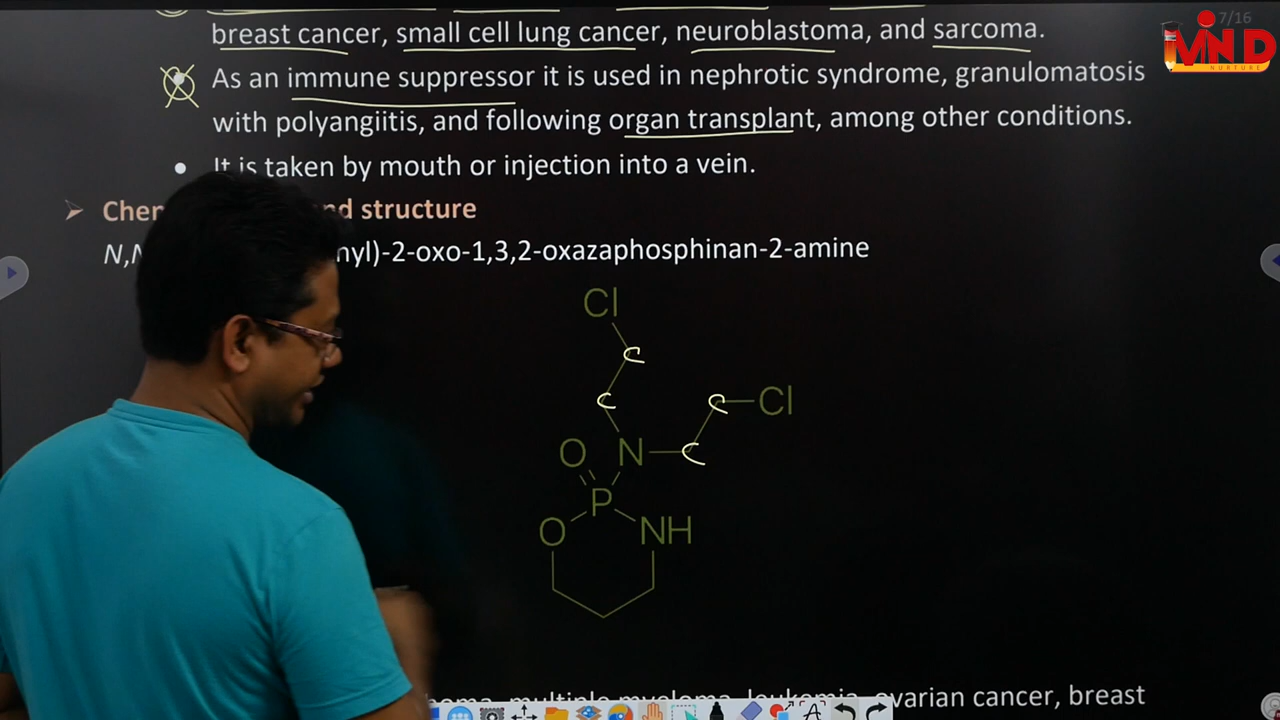 7/16
MND
NURTURE
breast cancer, small cell lung cancer, neuroblastoma, and sarcoma.
As an immune suppressor it is used in nephrotic syndrome, granulomatosis
with polyangiitis, and following organ transplant, among other conditions.
• It is taken by mouth or injection into a vein.
➢ Chem nd structure
N,N nyl)-2-oxo-1,3,2-oxazaphosphinan-2-amine
Cl
C
C C Cl
O N C
P
O NH
multiple myeloma, leukemia, ovarian cancer, breast